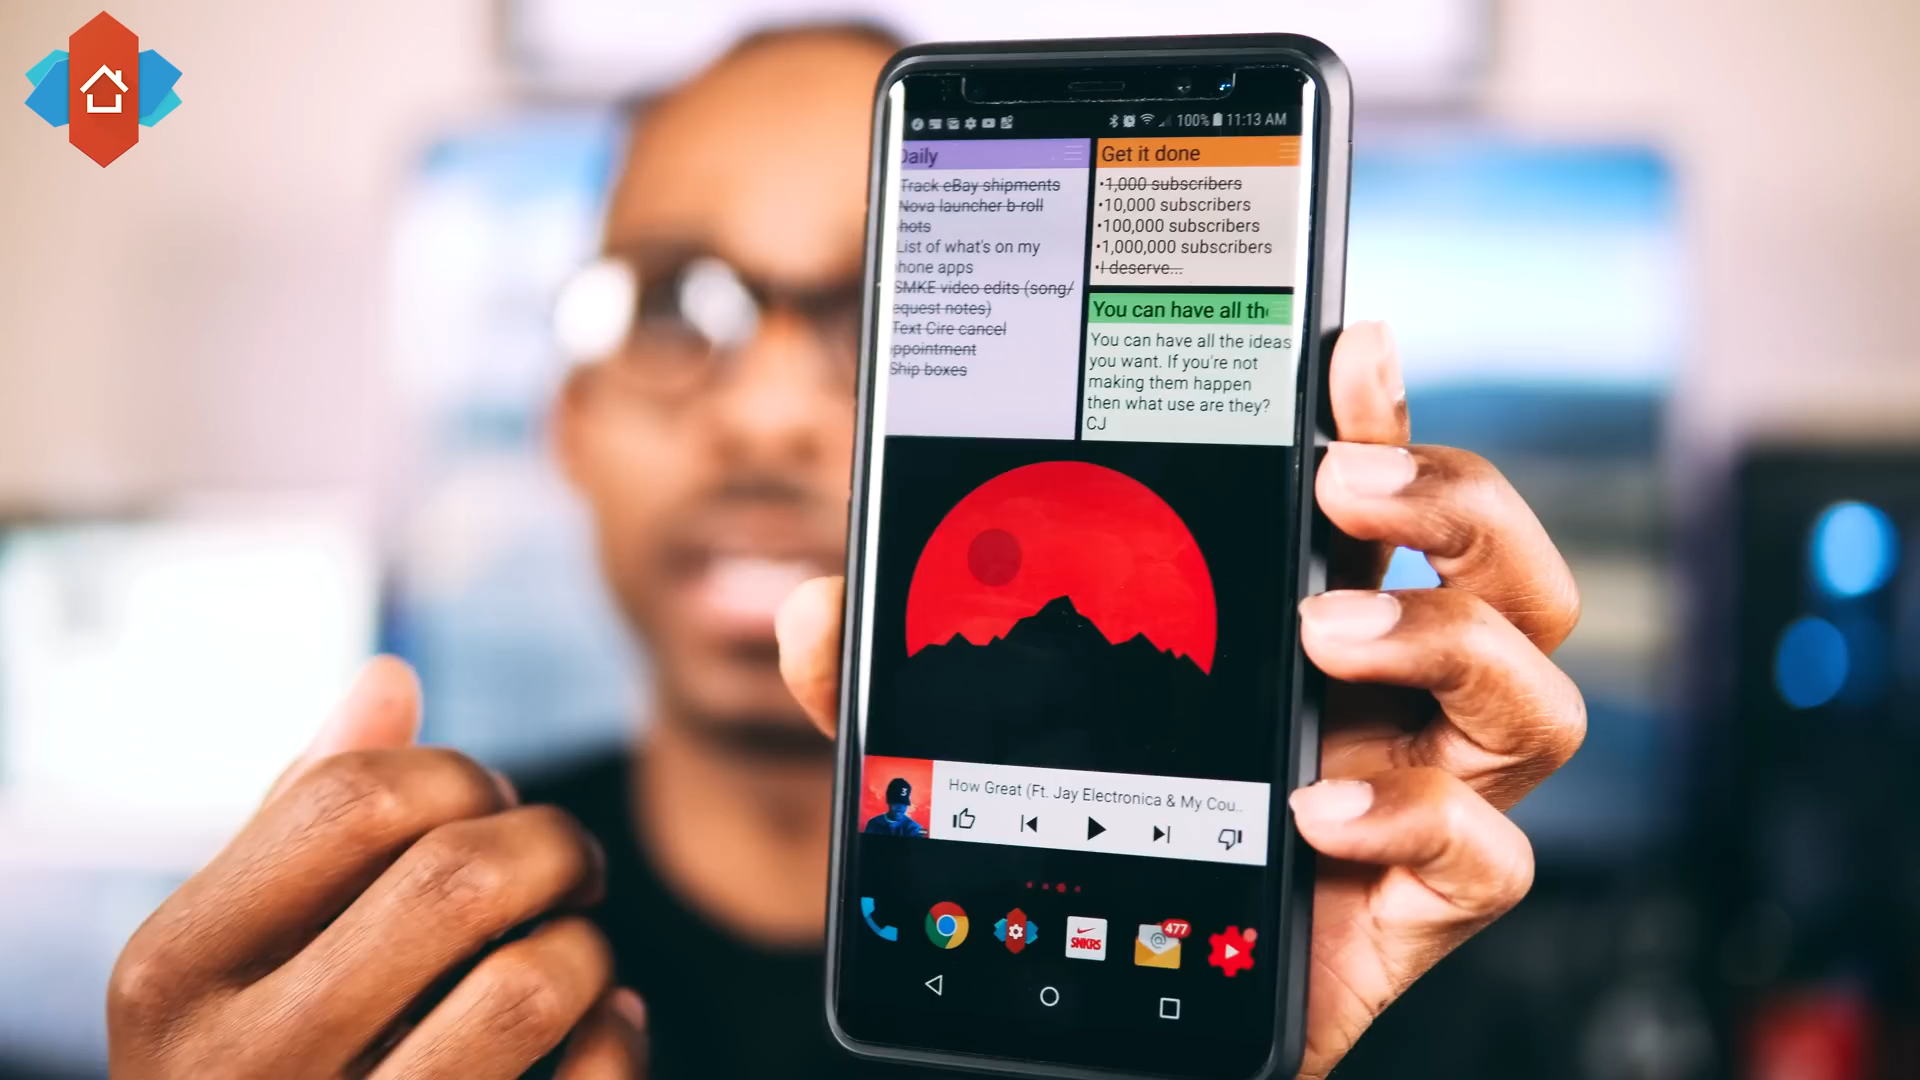 100% 11:13 AM
Daily
Track eBay shipments
Nova launcher b-roll
hots
List of what's on my
hone apps
SMKE video edits (song/
equest notes)
Text Cire cancel
ppointment
Ship boxes
Get it done
•1,000 subscribers
•10,000 subscribers
•100,000 subscribers
•1,000,000 subscribers
•I deserve...
You can have all th
You can have all the ideas
you want. If you're not
making them happen
then what use are they?
CJ
3
How Great (Ft. Jay Electronica & My Cou..
SNKRS
@
477